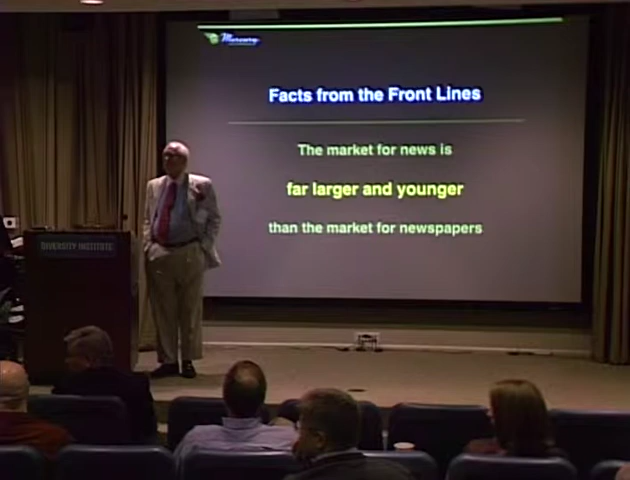 Mercury
Facts from the Front Lines
The market for news is
far larger and younger
than the market for newspapers
DIVERSITY INSTITUTE